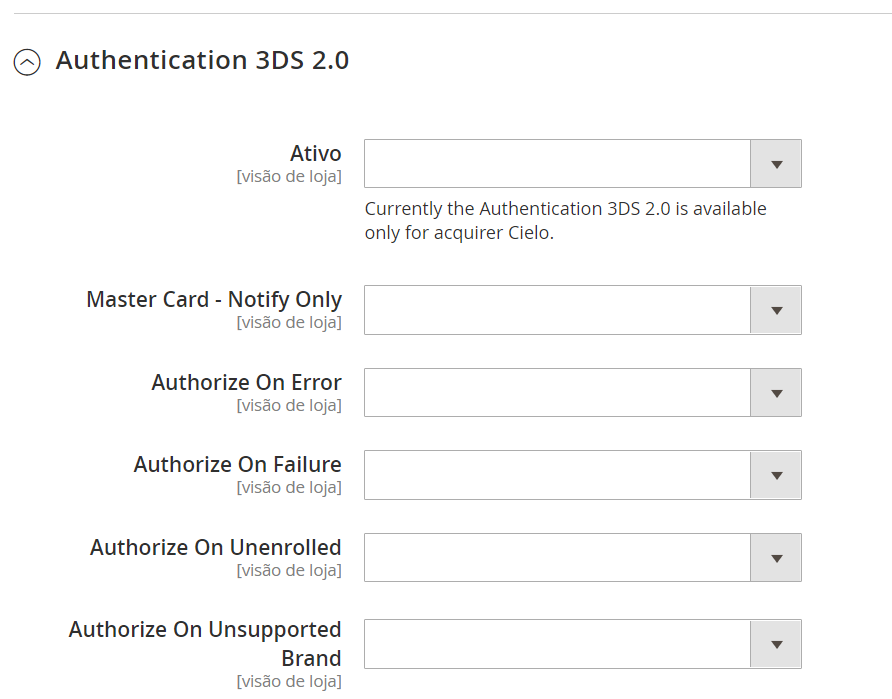 Authentication 3DS 2.0
Ativo
[visão de loja]
Currently the Authentication 3DS 2.0 is available
only for acquirer Cielo.
Master Card - Notify Only
[visão de loja]
Authorize On Error
[visão de loja]
Authorize On Failure
[visão de loja]
Authorize On Unenrolled
[visão de loja]
Authorize On Unsupported
Brand
[visão de loja]